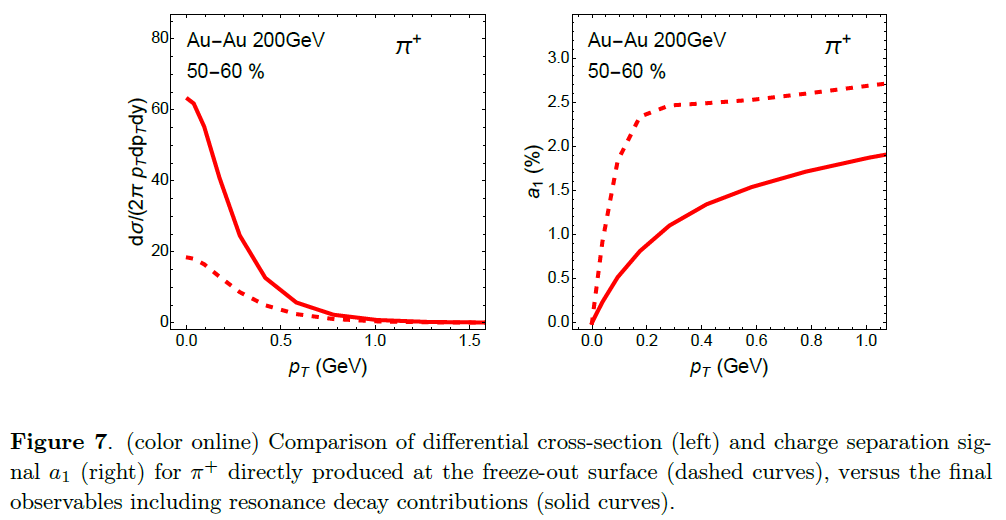 Au−Au 200GeV
π+
50−60 %
80
60
40
20
0
dσ/(2π pTdpTdy)
0.0 0.5 1.0 1.5
pT (GeV)
Au−Au 200GeV
π+
50−60 %
3.0
2.5
2.0
1.5
1.0
0.5
0.0
a1 (%)
0.0 0.2 0.4 0.6 0.8 1.0
pT (GeV)
Figure 7. (color online) Comparison of differential cross-section (left) and charge separation sig-
nal a1 (right) for π+ directly produced at the freeze-out surface (dashed curves), versus the final
observables including resonance decay contributions (solid curves).